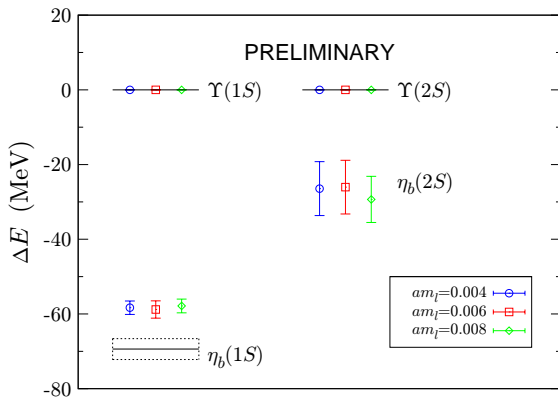 PRELIMINARY
20
0
-20
-40
-60
-80
ΔE (MeV)
Υ(1S)
Υ(2S)
η_b(2S)
η_b(1S)
am_l=0.004
am_l=0.006
am_l=0.008